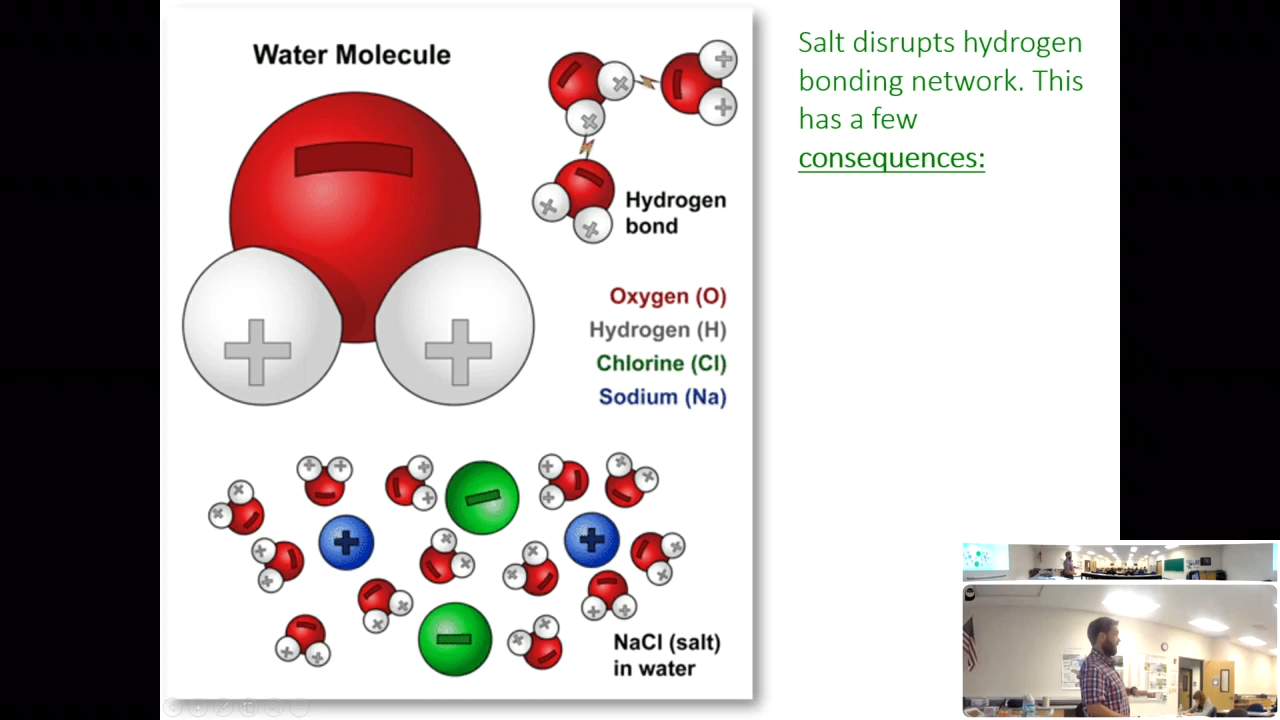 Water Molecule
Hydrogen
bond
Oxygen (O)
Hydrogen (H)
Chlorine (Cl)
Sodium (Na)
NaCl (salt)
in water
Salt disrupts hydrogen
bonding network. This
has a few
consequences: